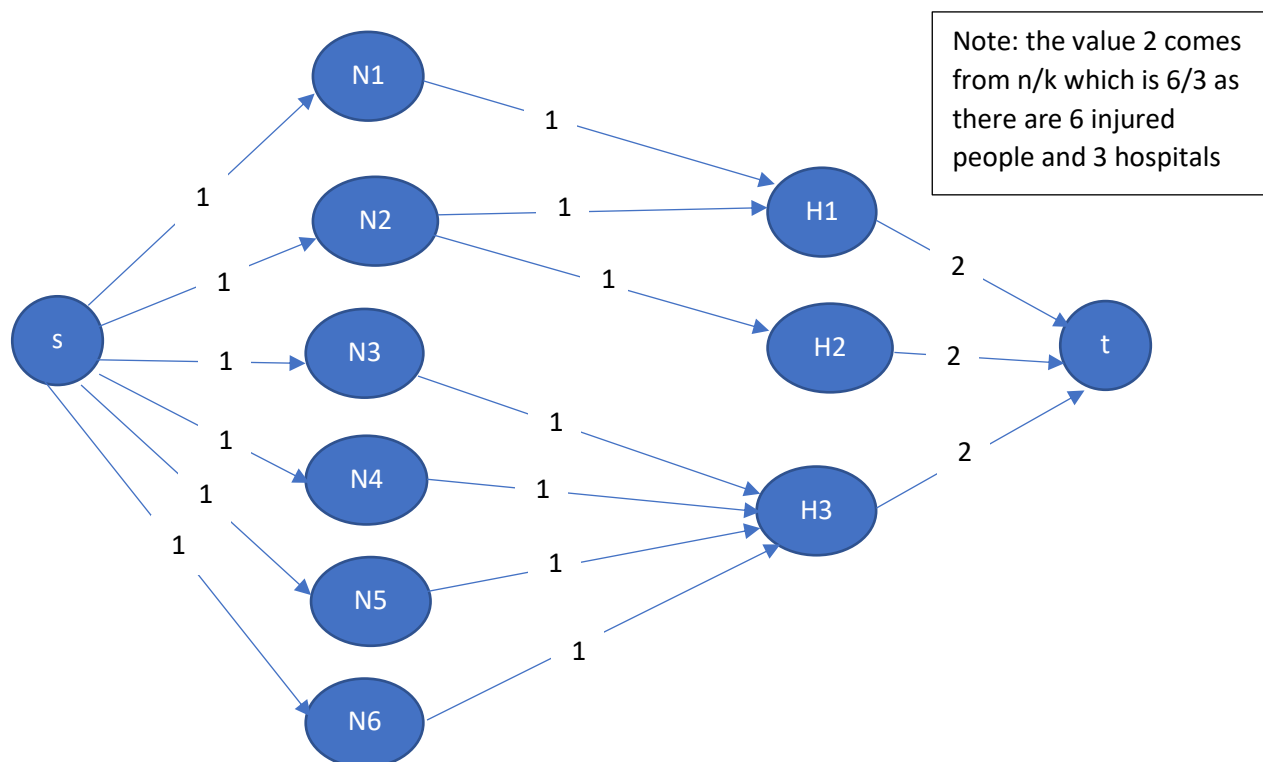 Note: the value 2 comes
from n/k which is 6/3 as
there are 6 injured
people and 3 hospitals
N1
1
1
N2
1
H1
1
2
1
1
s
N3
H2
t
1
2
1
N4
1
2
1
H3
1
1
N5
1
1
N6